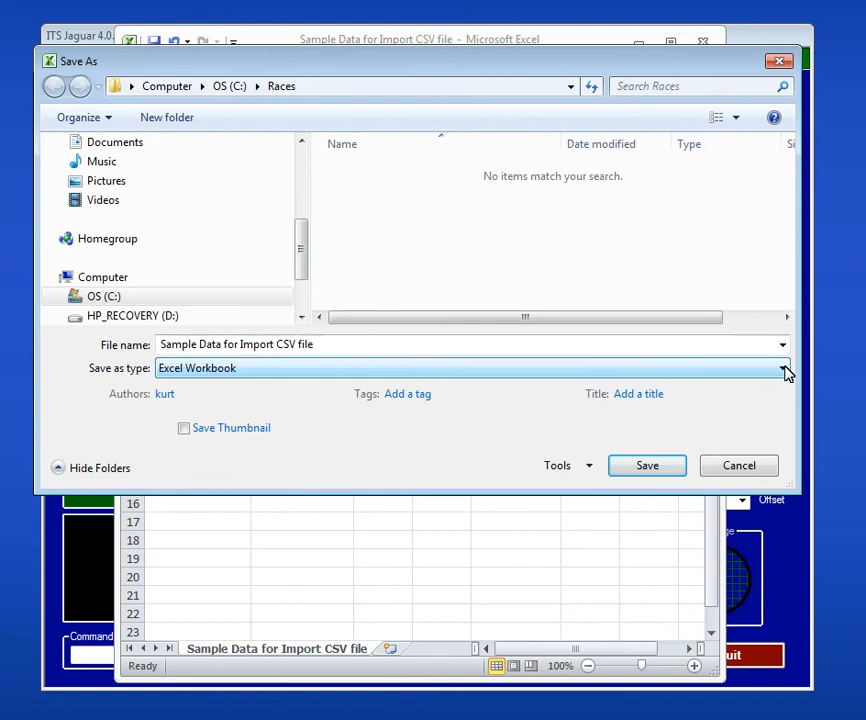 ITS Jaguar 4.0.
Sample Data for Import CSV file - Microsoft Excel
Save As
Computer OS (C:) Races
Search Races
Organize New folder
Documents
Music
Pictures
Videos
Homegroup
Computer
OS (C:)
HP_RECOVERY (D:)
Name Date modified Type Si
No items match your search.
File name: Sample Data for Import CSV file
Save as type: Excel Workbook
Authors: kurt Tags: Add a tag Title: Add a title
Save Thumbnail
Hide Folders Tools Save Cancel
16
17
18
19
20
21
22
23
Offset
ge
Command
uit
Sample Data for Import CSV file
Ready 100%